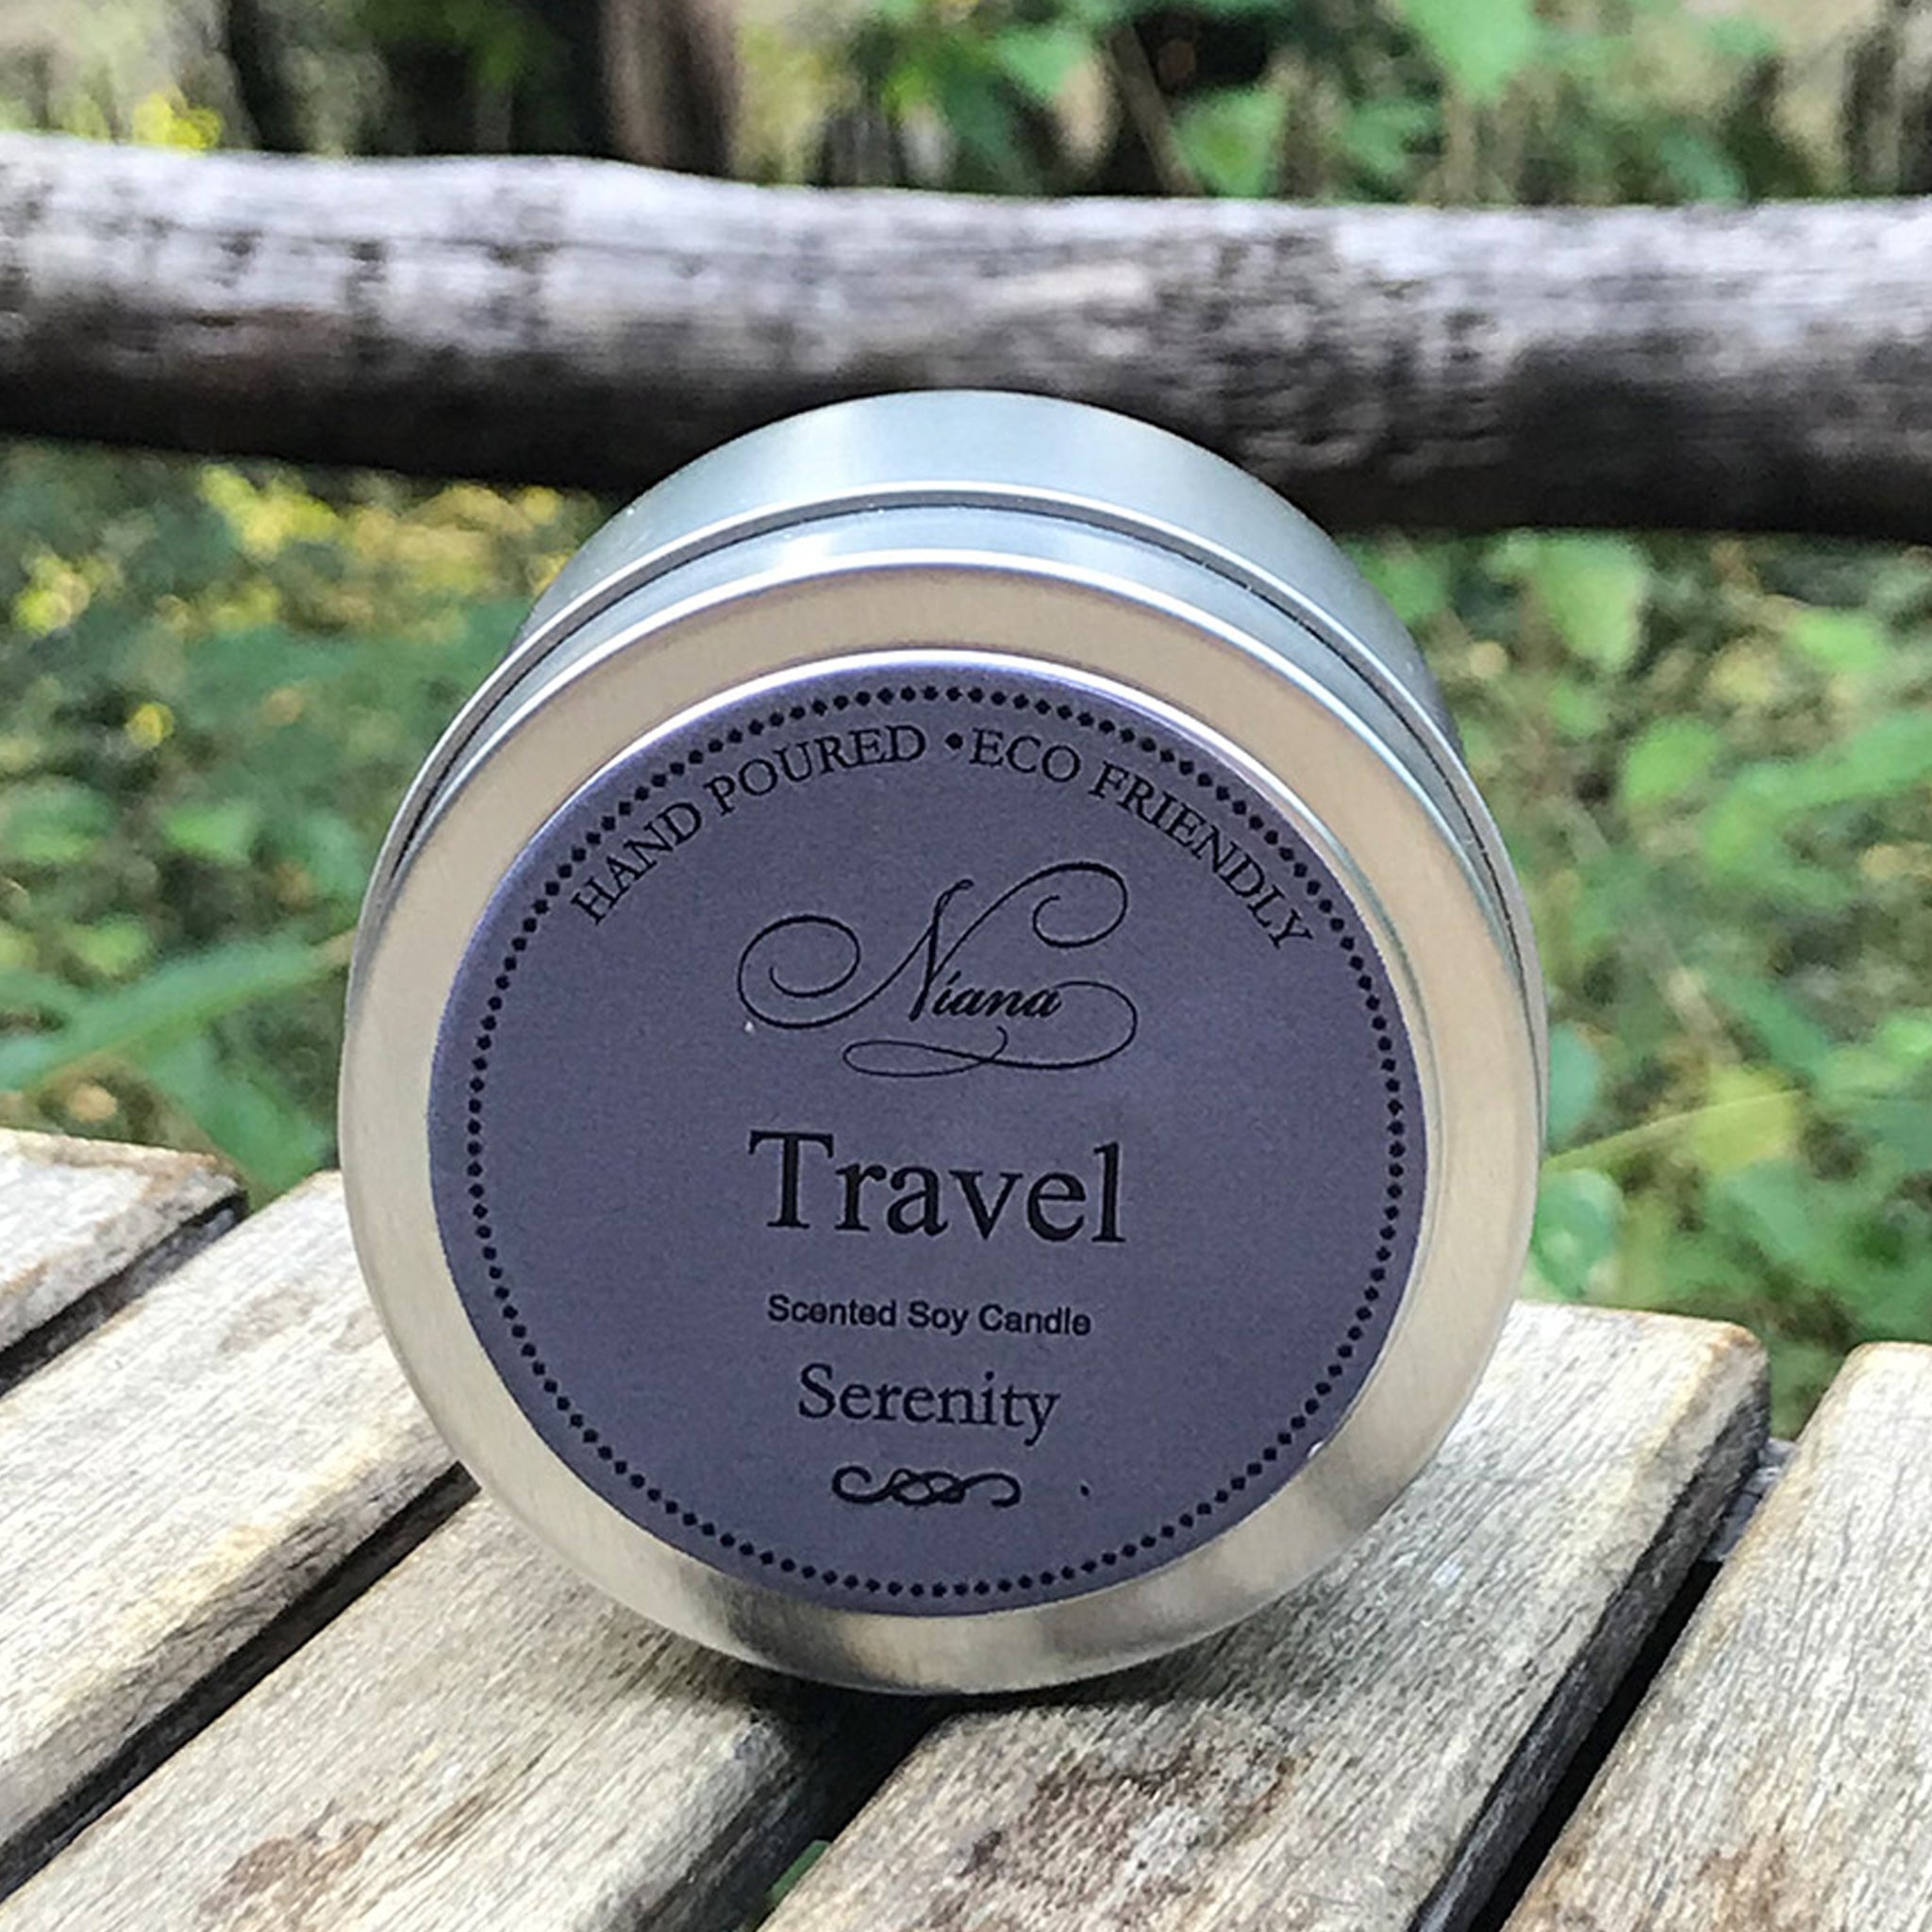 HAND POURED • ECO FRIENDLY
Niana
Travel
Scented Soy Candle
Serenity